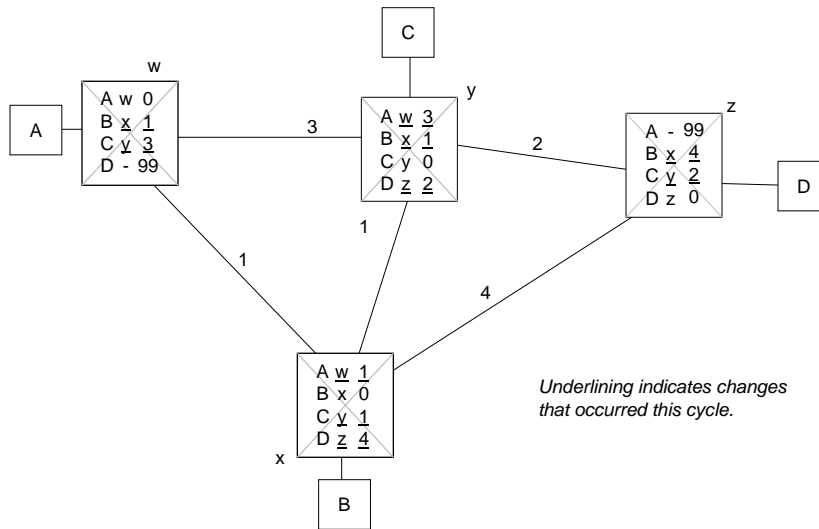 C
w
y
z
A
A w 0
B x 1
C y 3
D - 99
3
A w 3
B x 1
C y 0
D z 2
2
A - 99
B x 4
C y 2
D z 0
D
1
1
4
A w 1
B x 0
C y 1
D z 4
x
B
Underlining indicates changes
that occurred this cycle.